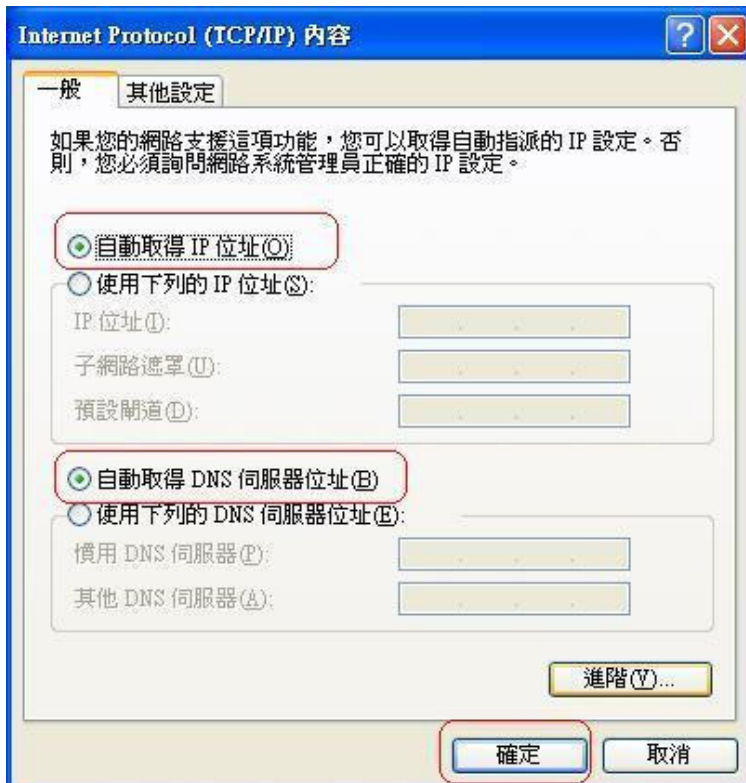 Internet Protocol (TCP/IP) 內容
一般 其他設定
如果您的網路支援這項功能，您可以取得自動指派的 IP 設定。否
則，您必須詢問網路系統管理員正確的 IP 設定。
自動取得 IP 位址(O)
使用下列的 IP 位址(S):
IP 位址(I):
子網路遮罩(U):
預設閘道(D):
自動取得 DNS 伺服器位址(B)
使用下列的 DNS 伺服器位址(E):
慣用 DNS 伺服器(P):
其他 DNS 伺服器(A):
進階(V)...
確定 取消